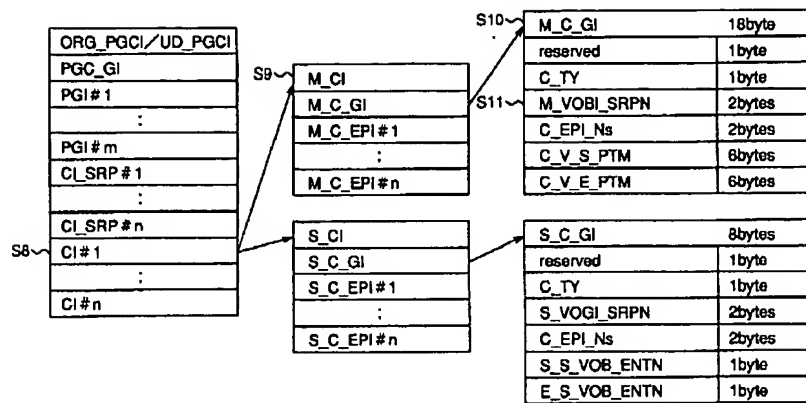 ORG_PGCI/UD_PGCI
PGC_GI
PGI#1
:
PGI#m
CI_SRP#1
:
CI_SRP#n
S8
CI#1
:
CI#n
S9
M_CI
M_C_GI
M_C_EPI#1
:
M_C_EPI#n
S_CI
S_C_GI
S_C_EPI#1
:
S_C_EPI#n
S10
M_C_GI 18byte
reserved 1byte
C_TY 1byte
S11 M_VOBI_SRPN 2bytes
C_EPI_Ns 2bytes
C_V_S_PTM 6bytes
C_V_E_PTM 6bytes
S_C_GI 8bytes
reserved 1byte
C_TY 1byte
S_VOGI_SRPN 2bytes
C_EPI_Ns 2bytes
S_S_VOB_ENTN 1byte
E_S_VOB_ENTN 1byte